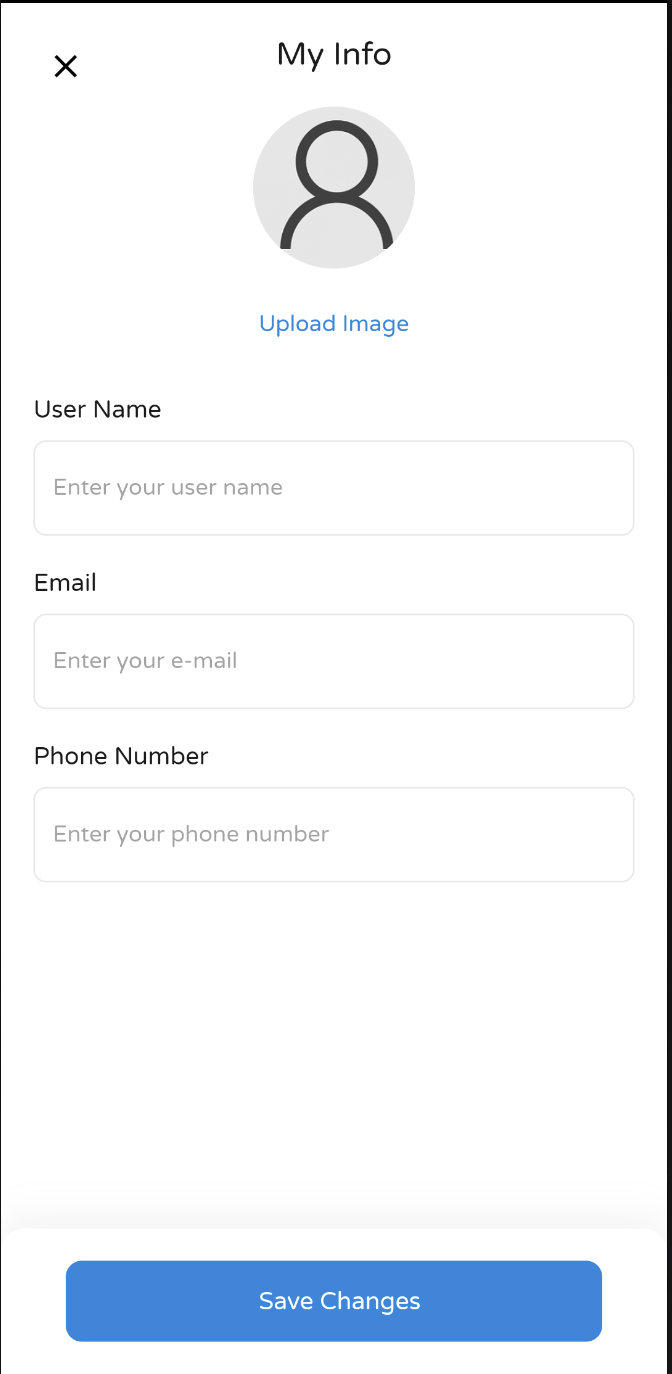 My Info
Upload Image
User Name
Enter your user name
Email
Enter your e-mail
Phone Number
Enter your phone number
Save Changes